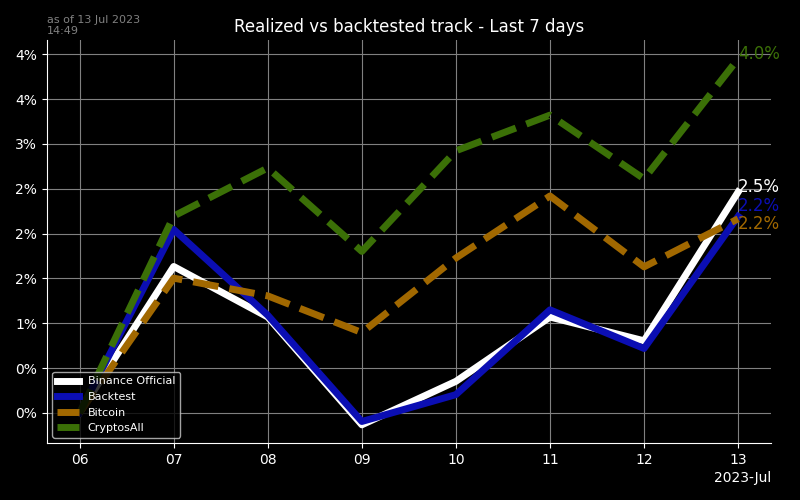 as of 13 Jul 2023
14:49
Realized vs backtested track - Last 7 days
4%
4%
3%
2%
2%
2%
1%
0%
0%
4.0%
2.5%
2.2%
2.2%
Binance Official
Backtest
Bitcoin
CryptosAll
06 07 08 09 10 11 12 13
2023-Jul